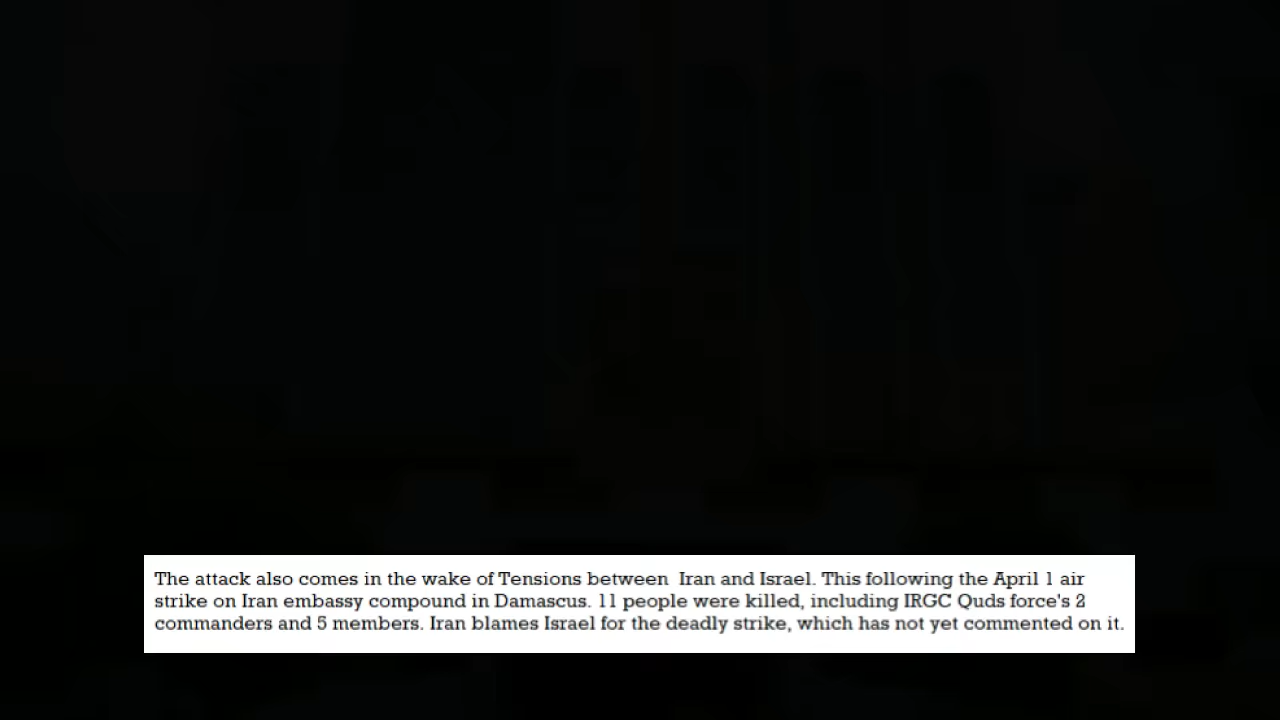 The attack also comes in the wake of Tensions between  Iran and Israel. This following the April 1 air
strike on Iran embassy compound in Damascus. 11 people were killed, including IRGC Quds force's 2
commanders and 5 members. Iran blames Israel for the deadly strike, which has not yet commented on it.